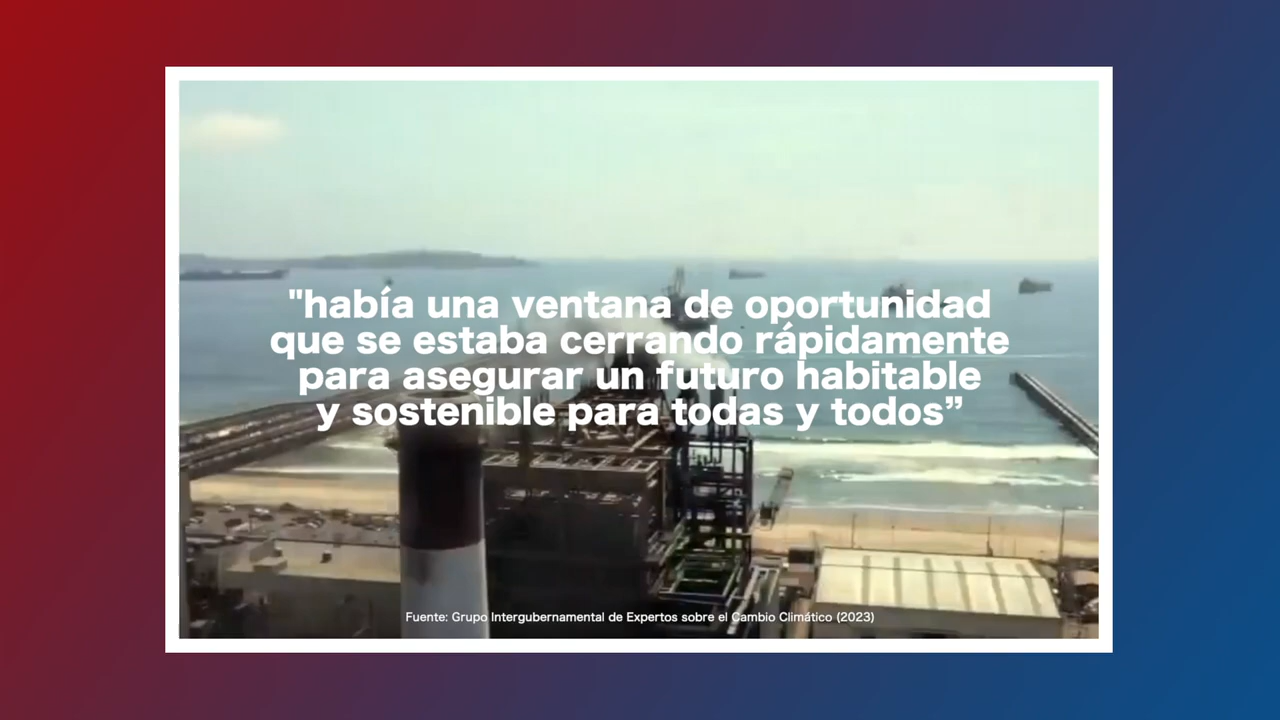 "había una ventana de oportunidad
que se estaba cerrando rápidamente
para asegurar un futuro habitable
y sostenible para todas y todos”
Fuente: Grupo Intergubernamental de Expertos sobre el Cambio Climático (2023)